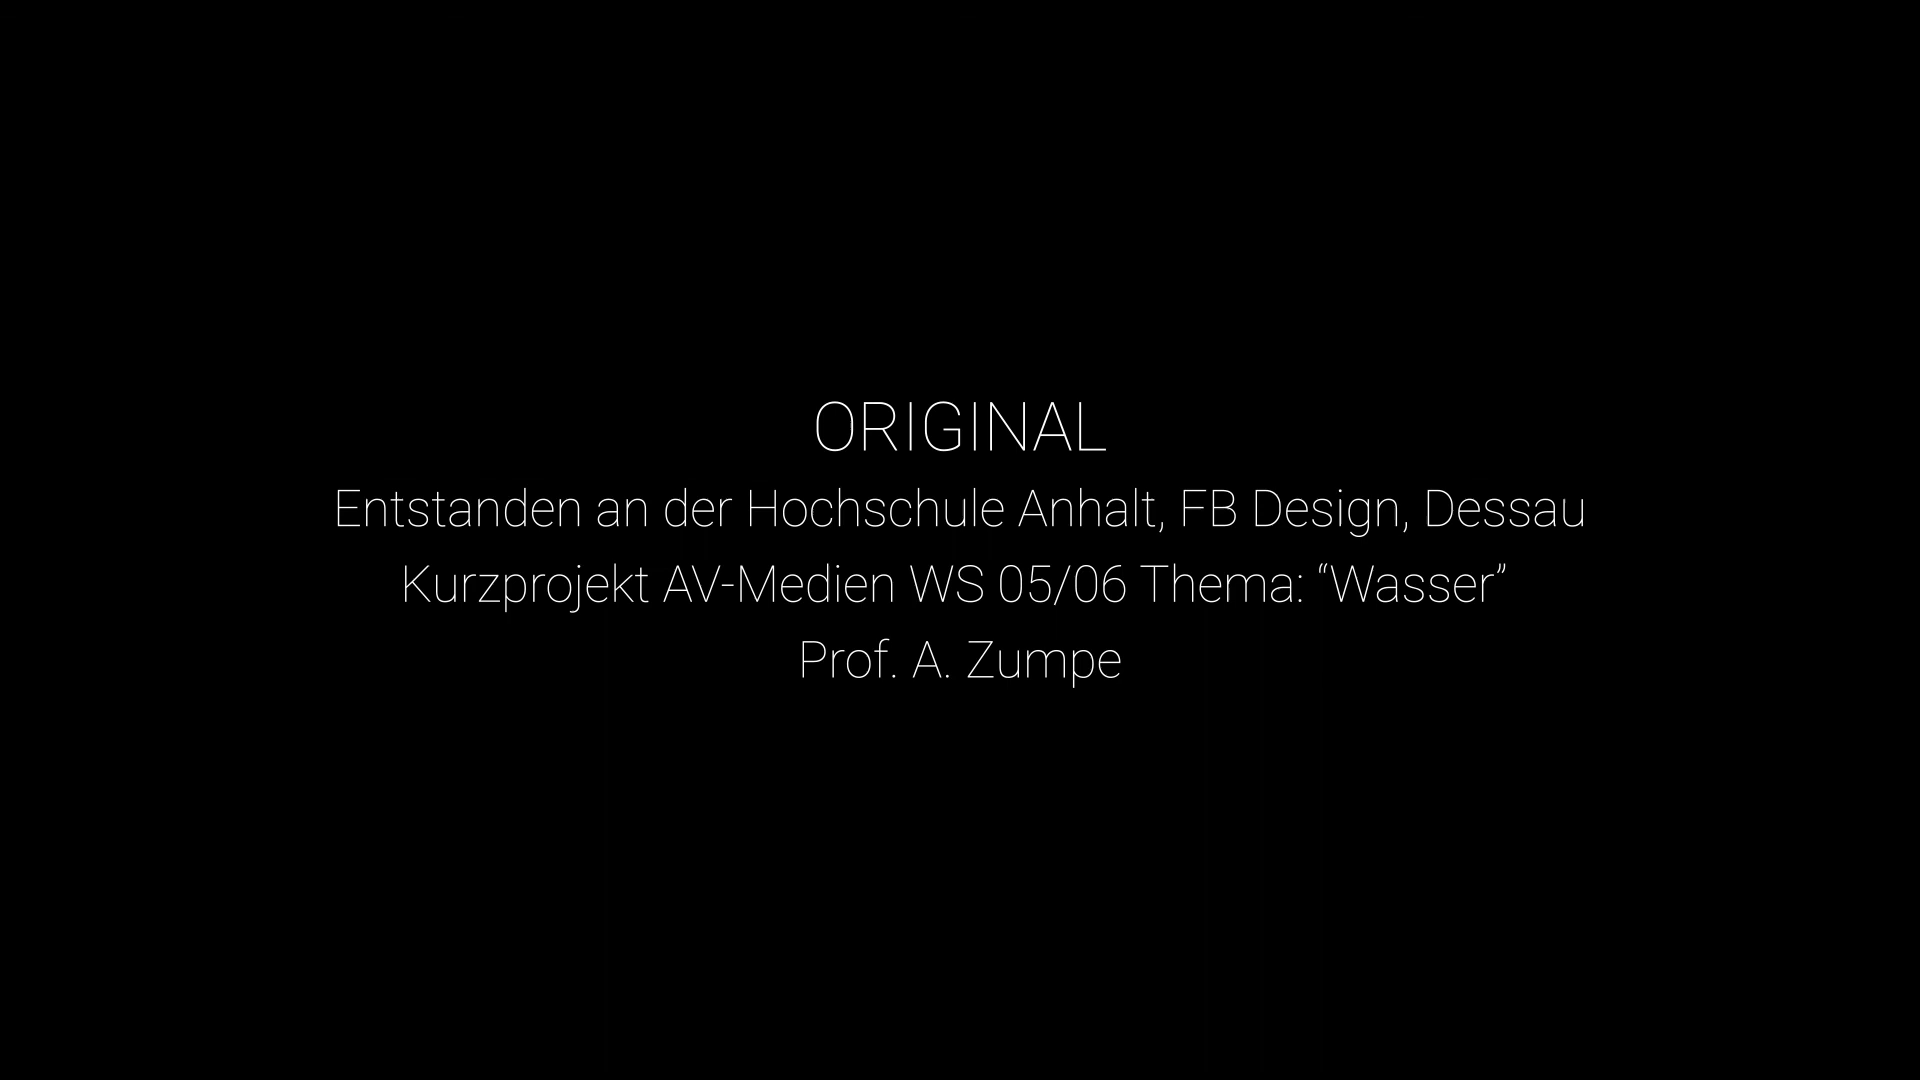 ORIGINAL
Entstanden an der Hochschule Anhalt, FB Design, Dessau
Kurzprojekt AV-Medien WS 05/06 Thema: “Wasser”
Prof. A. Zumpe